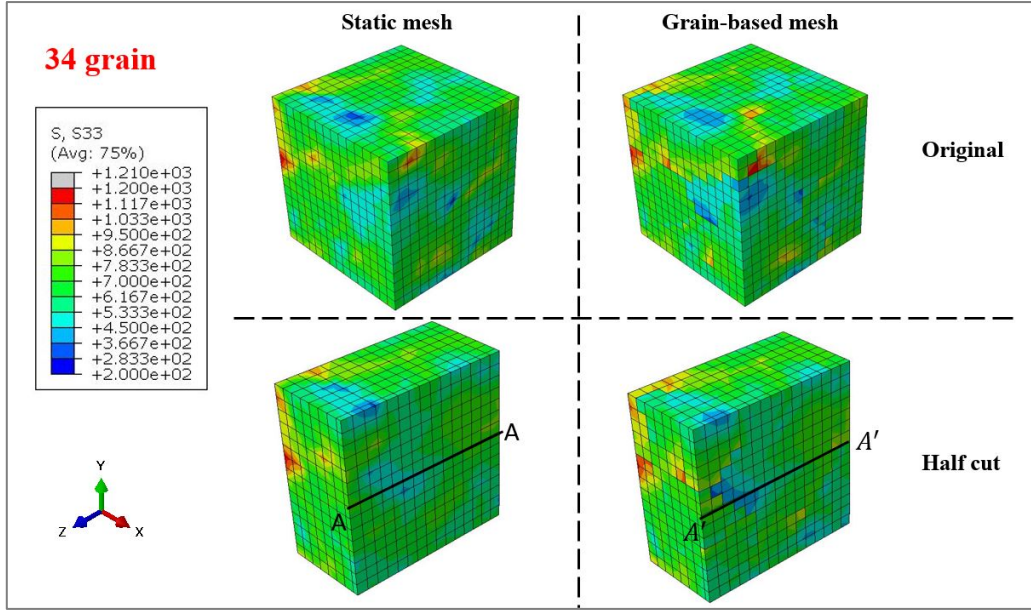 Static mesh
Grain-based mesh
34 grain
S, S33
(Avg: 75%)
+1.210e+03
+1.200e+03
+1.117e+03
+1.033e+03
+9.500e+02
+8.667e+02
+7.833e+02
+7.000e+02
+6.167e+02
+5.333e+02
+4.500e+02
+3.667e+02
+2.833e+02
+2.000e+02
Original
A
A
A′
A′
Half cut
Y
Z
X